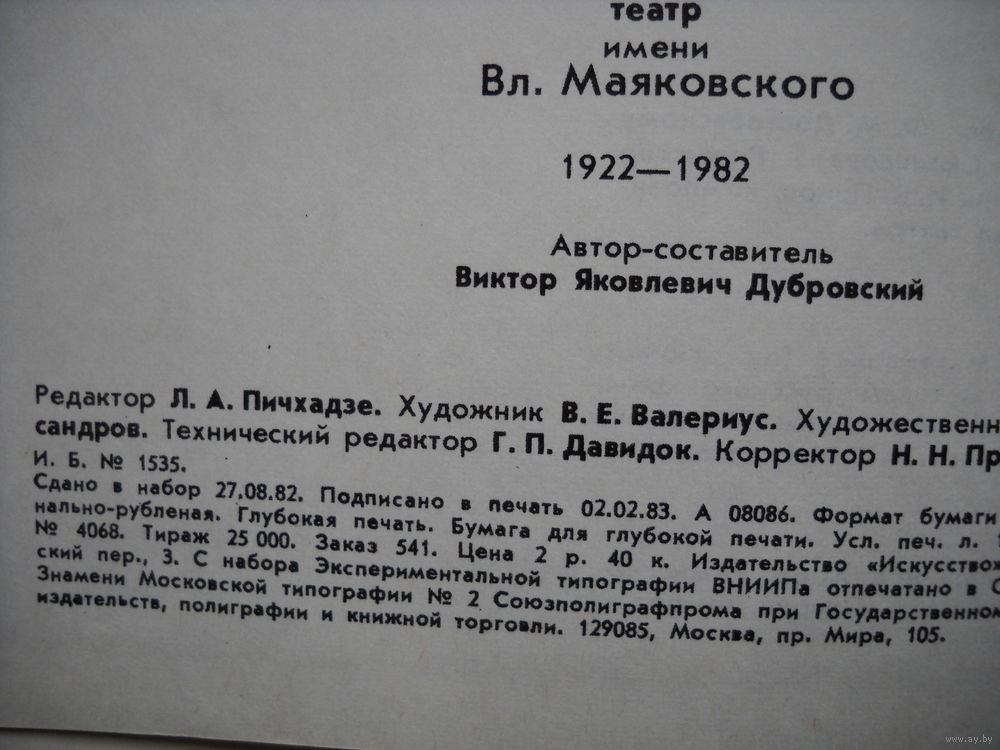 театр
имени
Вл. Маяковского
1922—1982
Автор-составитель
Виктор Яковлевич Дубровский
Редактор Л. А. Пичхадзе. Художник В. Е. Валериус. Художественн
сандров. Технический редактор Г. П. Давидок. Корректор Н. Н. Пр
И. Б. № 1535.
Сдано в набор 27.08.82. Подписано в печать 02.02.83. А 08086. Формат бумаги
нально-рубленая. Глубокая печать. Бумага для глубокой печати. Усл. печ. л. 1
№ 4068. Тираж 25 000. Заказ 541. Цена 2 р. 40 к. Издательство «Искусство»
ский пер., 3. С набора Экспериментальной типографии ВНИИПа отпечатано в С
Знамени Московской типографии № 2 Союзполиграфпрома при Государственном
издательств, полиграфии и книжной торговли. 129085, Москва, пр. Мира, 105.
www.ay.by